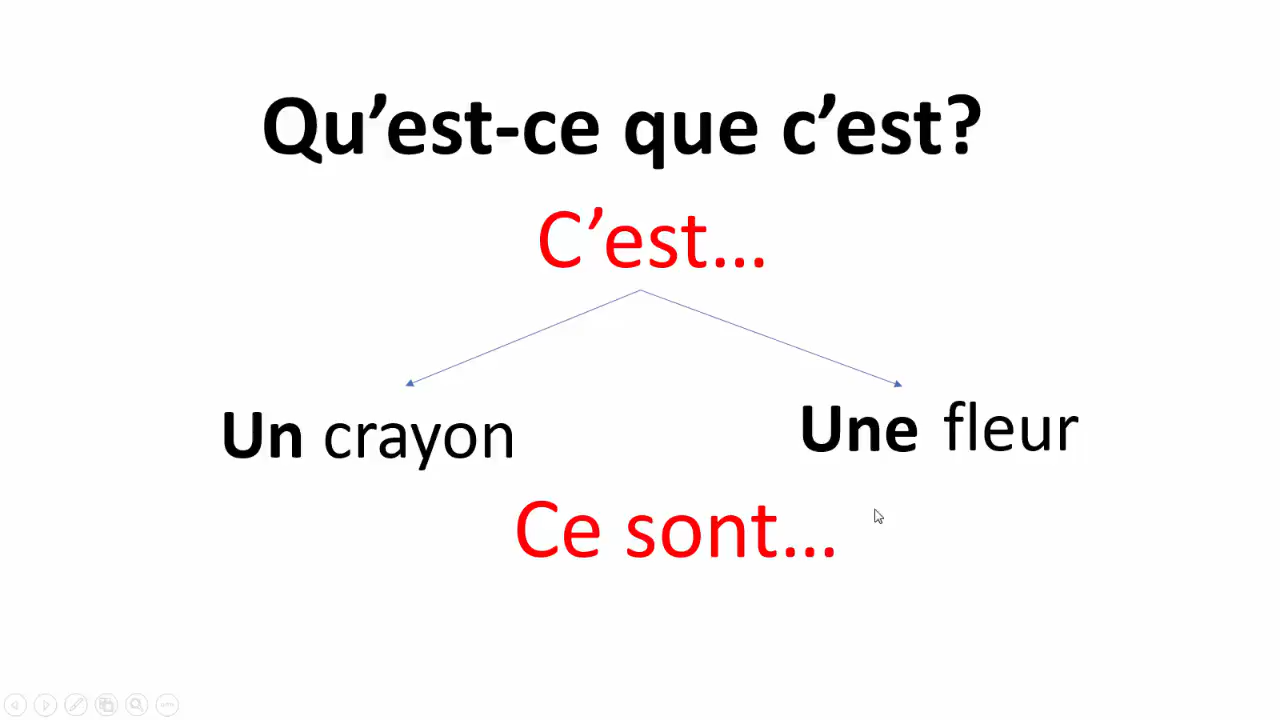 Qu’est-ce que c’est?
C’est...
Un crayon
Une fleur
Ce sont...